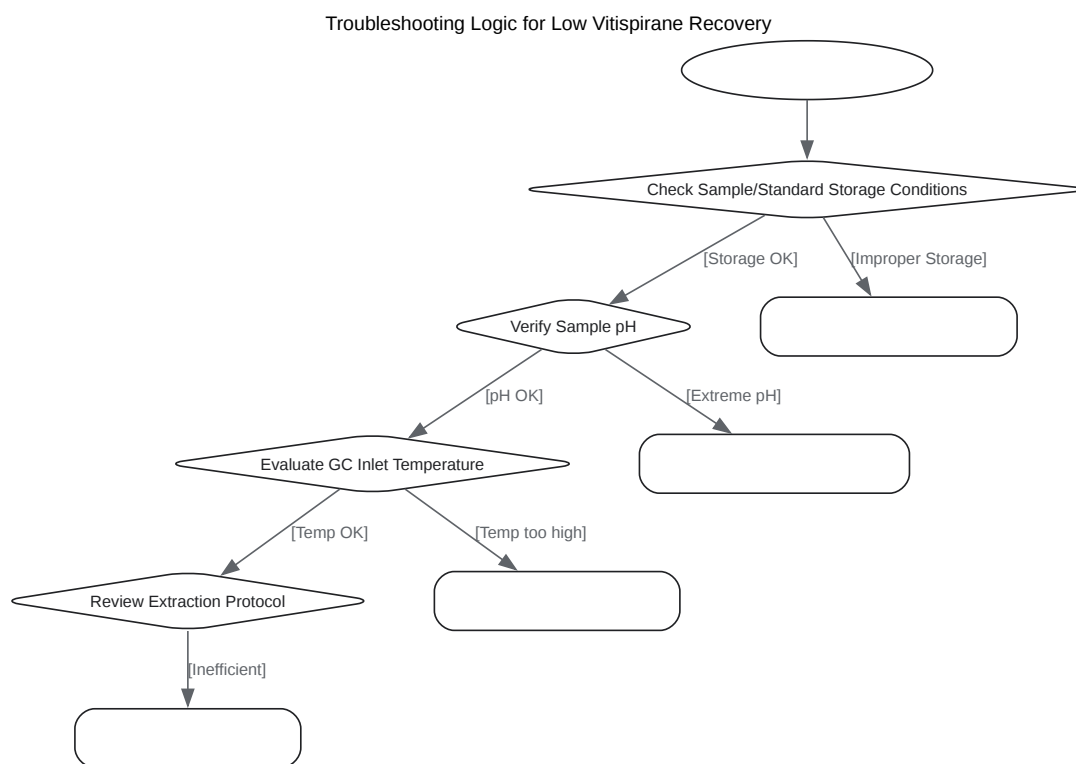 Troubleshooting Logic for Low Vitispirane Recovery
Check Sample/Standard Storage Conditions
[Storage OK]
[Improper Storage]
Verify Sample pH
[pH OK]
[Extreme pH]
Evaluate GC Inlet Temperature
[Temp OK]
[Temp too high]
Review Extraction Protocol
[Inefficient]